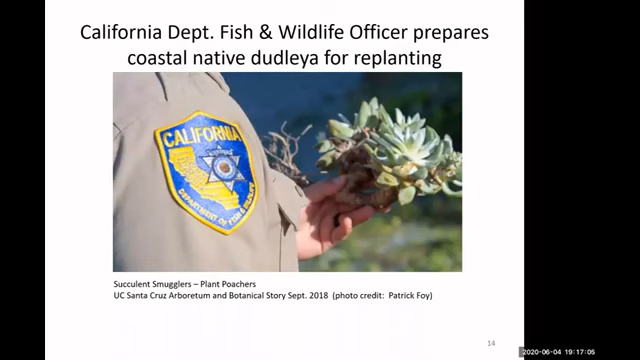 California Dept. Fish & Wildlife Officer prepares
coastal native dudleya for replanting
CALIFORNIA
DEPARTMENT OF FISH & WILDLIFE
Succulent Smugglers – Plant Poachers
UC Santa Cruz Arboretum and Botanical Story Sept. 2018 (photo credit: Patrick Foy)
14
2020-06-04 19:17:05